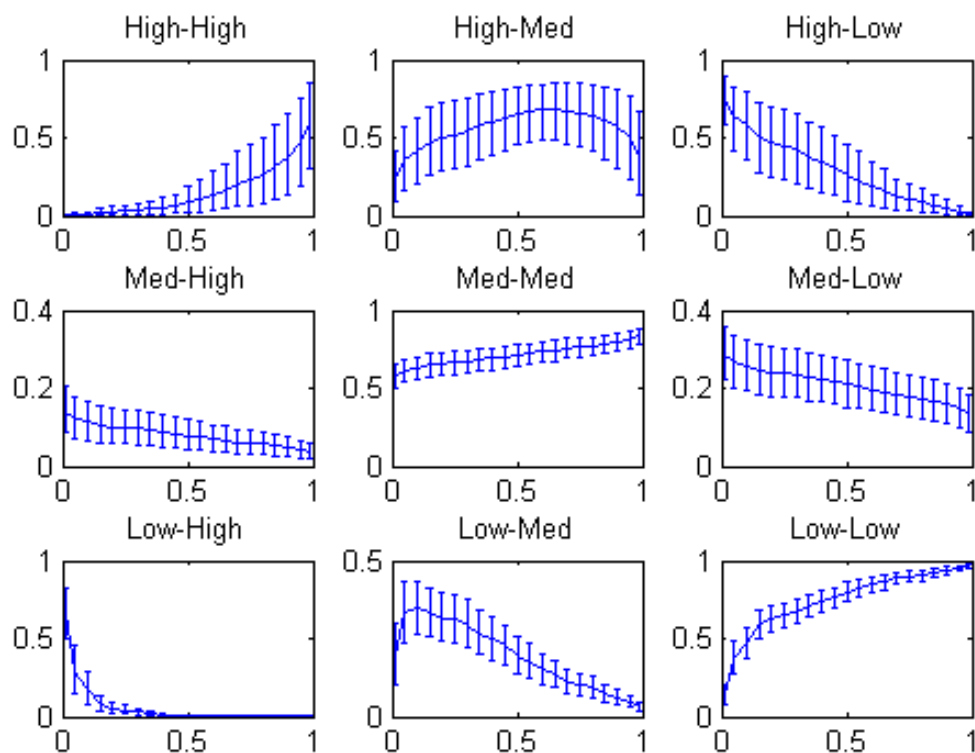 High-High High-Med High-Low
1 1 1
0.5 0.5 0.5
0 0 0
0 0.5 1 0 0.5 1 0 0.5 1
Med-High Med-Med Med-Low
0.4 1 0.4
0.2 0.5 0.2
0 0 0
0 0.5 1 0 0.5 1 0 0.5 1
Low-High Low-Med Low-Low
1 0.5 1
0.5 0.5
0 0 0
0 0.5 1 0 0.5 1 0 0.5 1